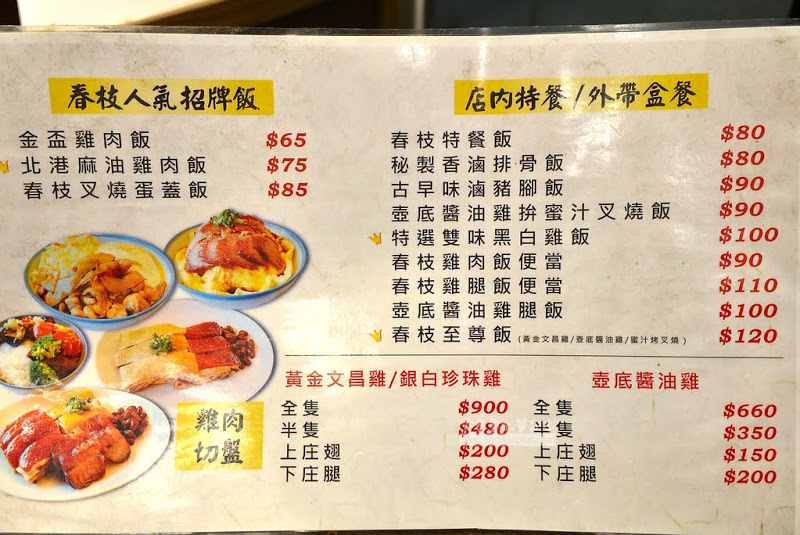 春枝人氣招牌飯
金盃雞肉飯 $65
北港麻油雞肉飯 $75
春枝叉燒蛋蓋飯 $85
店內特餐/外帶盒餐
春枝特餐飯 $80
秘製香滷排骨飯 $80
古早味滷豬腳飯 $90
壺底醬油雞拚蜜汁叉燒飯 $90
特選雙味黑白雞飯 $100
春枝雞肉飯便當 $90
春枝雞腿飯便當 $110
壺底醬油雞腿飯 $100
春枝至尊飯 (黃金文昌雞/壺底醬油雞/蜜汁烤叉燒) $120
雞肉
切盤
黃金文昌雞/銀白珍珠雞
全隻 $900
半隻 $480
上庄翅 $200
下庄腿 $280
壺底醬油雞
全隻 $660
半隻 $350
上庄翅 $150
下庄腿 $200